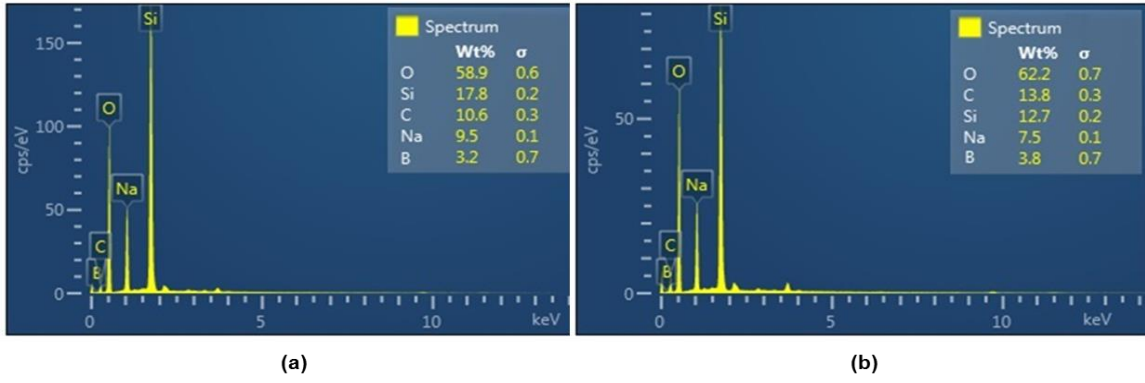 Si
O
Na
C
B
cps/eV
150
100
50
0
0
5
10
keV
Spectrum
Wt% σ
O 58.9 0.6
Si 17.8 0.2
C 10.6 0.3
Na 9.5 0.1
B 3.2 0.7
(a)
Si
O
Na
C
B
cps/eV
50
0
0
5
10
keV
Spectrum
Wt% σ
O 62.2 0.7
C 13.8 0.3
Si 12.7 0.2
Na 7.5 0.1
B 3.8 0.7
(b)